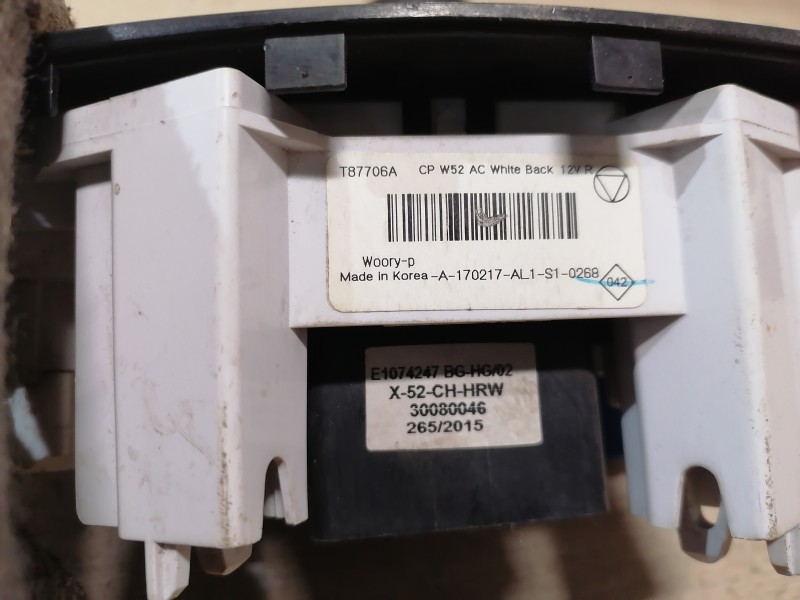 T87706A CP W52 AC White Back 12V R
Woory-p
Made in Korea-A-170217-AL1-S1-0268
042
E1074247 BG-HG/02
X-52-CH-HRW
30080046
265/2015